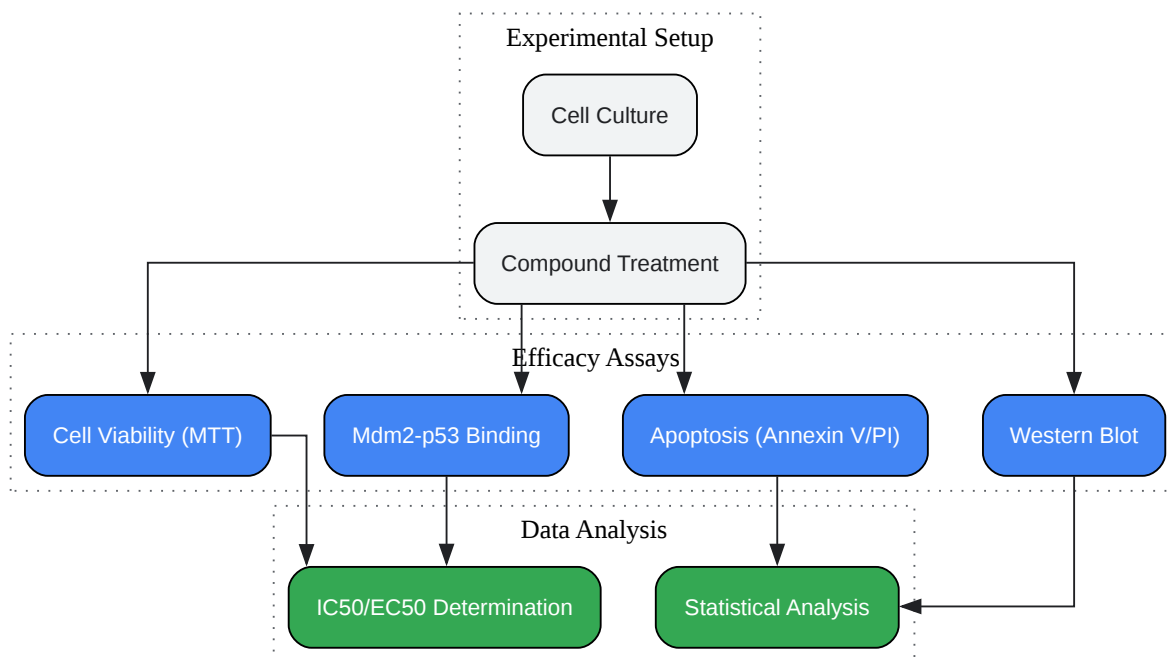 Experimental Setup
Cell Culture
Compound Treatment
Efficacy Assays
Cell Viability (MTT)
Mdm2-p53 Binding
Apoptosis (Annexin V/PI)
Western Blot
Data Analysis
IC50/EC50 Determination
Statistical Analysis